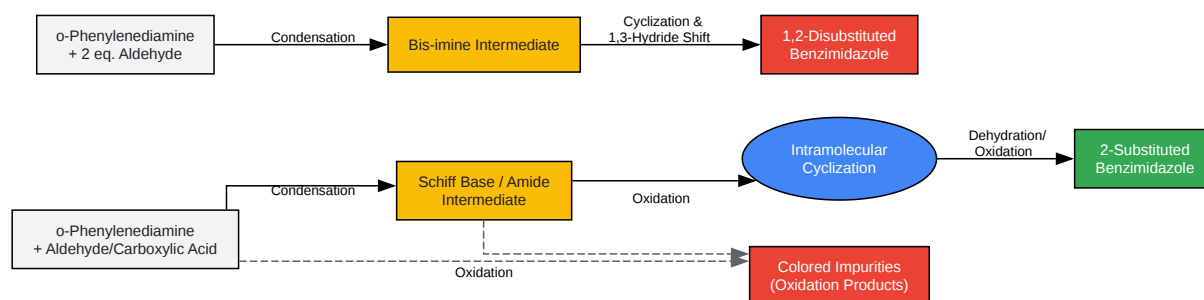 o-Phenylenediamine
+ 2 eq. Aldehyde
Condensation
Bis-imine Intermediate
Cyclization &
1,3-Hydride Shift
1,2-Disubstituted
Benzimidazole
o-Phenylenediamine
+ Aldehyde/Carboxylic Acid
Condensation
Schiff Base / Amide
Intermediate
Oxidation
Intramolecular
Cyclization
Dehydration/
Oxidation
2-Substituted
Benzimidazole
Oxidation
Colored Impurities
(Oxidation Products)